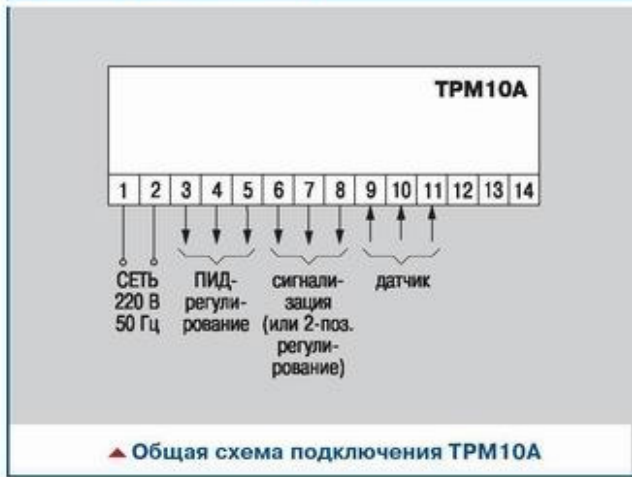 ТРМ10А
1 2 3 4 5 6 7 8 9 10 11 12 13 14
СЕТЬ
220 В
50 Гц
ПИД-
регули-
рование
сигнали-
зация
(или 2-поз.
регули-
рование)
датчик
Общая схема подключения ТРМ10А